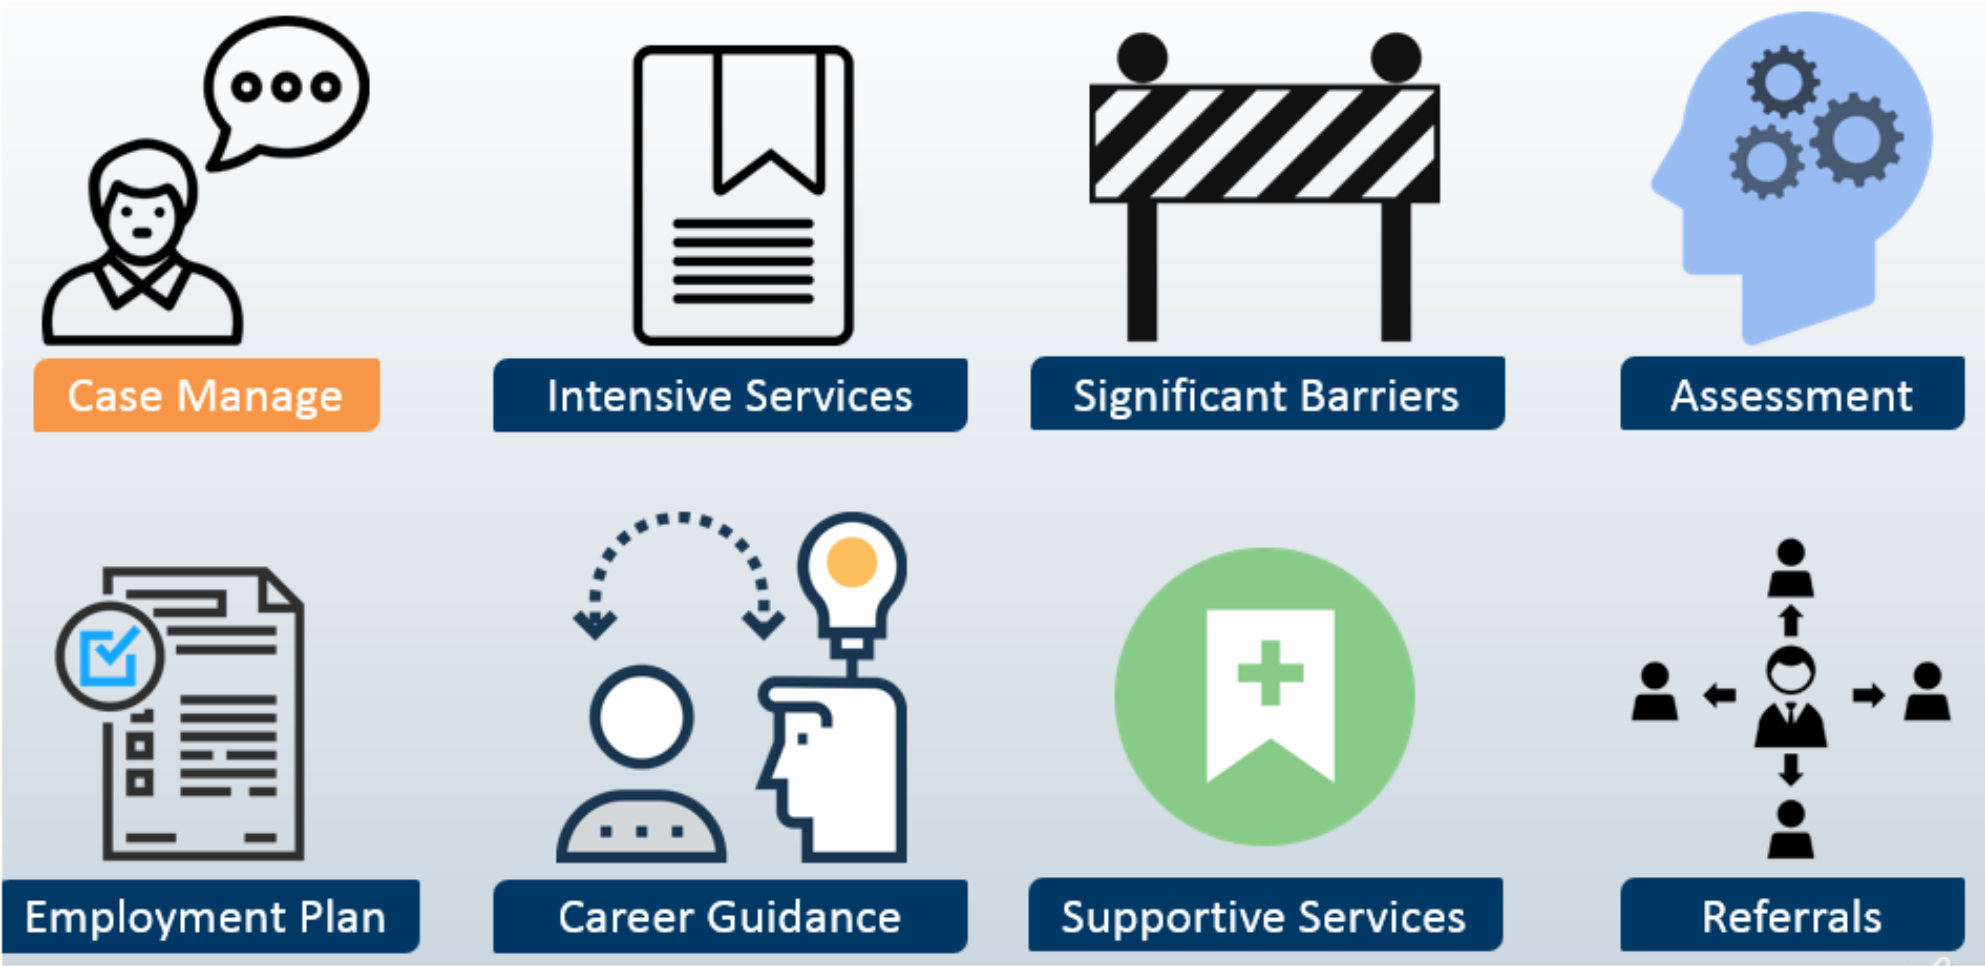 Case Manage
Intensive Services
Significant Barriers
Assessment
Employment Plan
Career Guidance
Supportive Services
Referrals